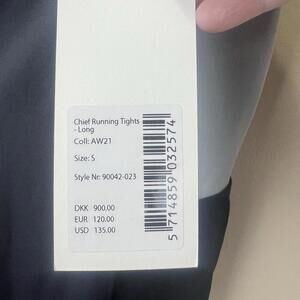 Chief Running Tights
- Long
Coll: AW21
Size: S
Style Nr: 90042-023
DKK 900.00
EUR 120.00
USD 135.00
5 714859 032574